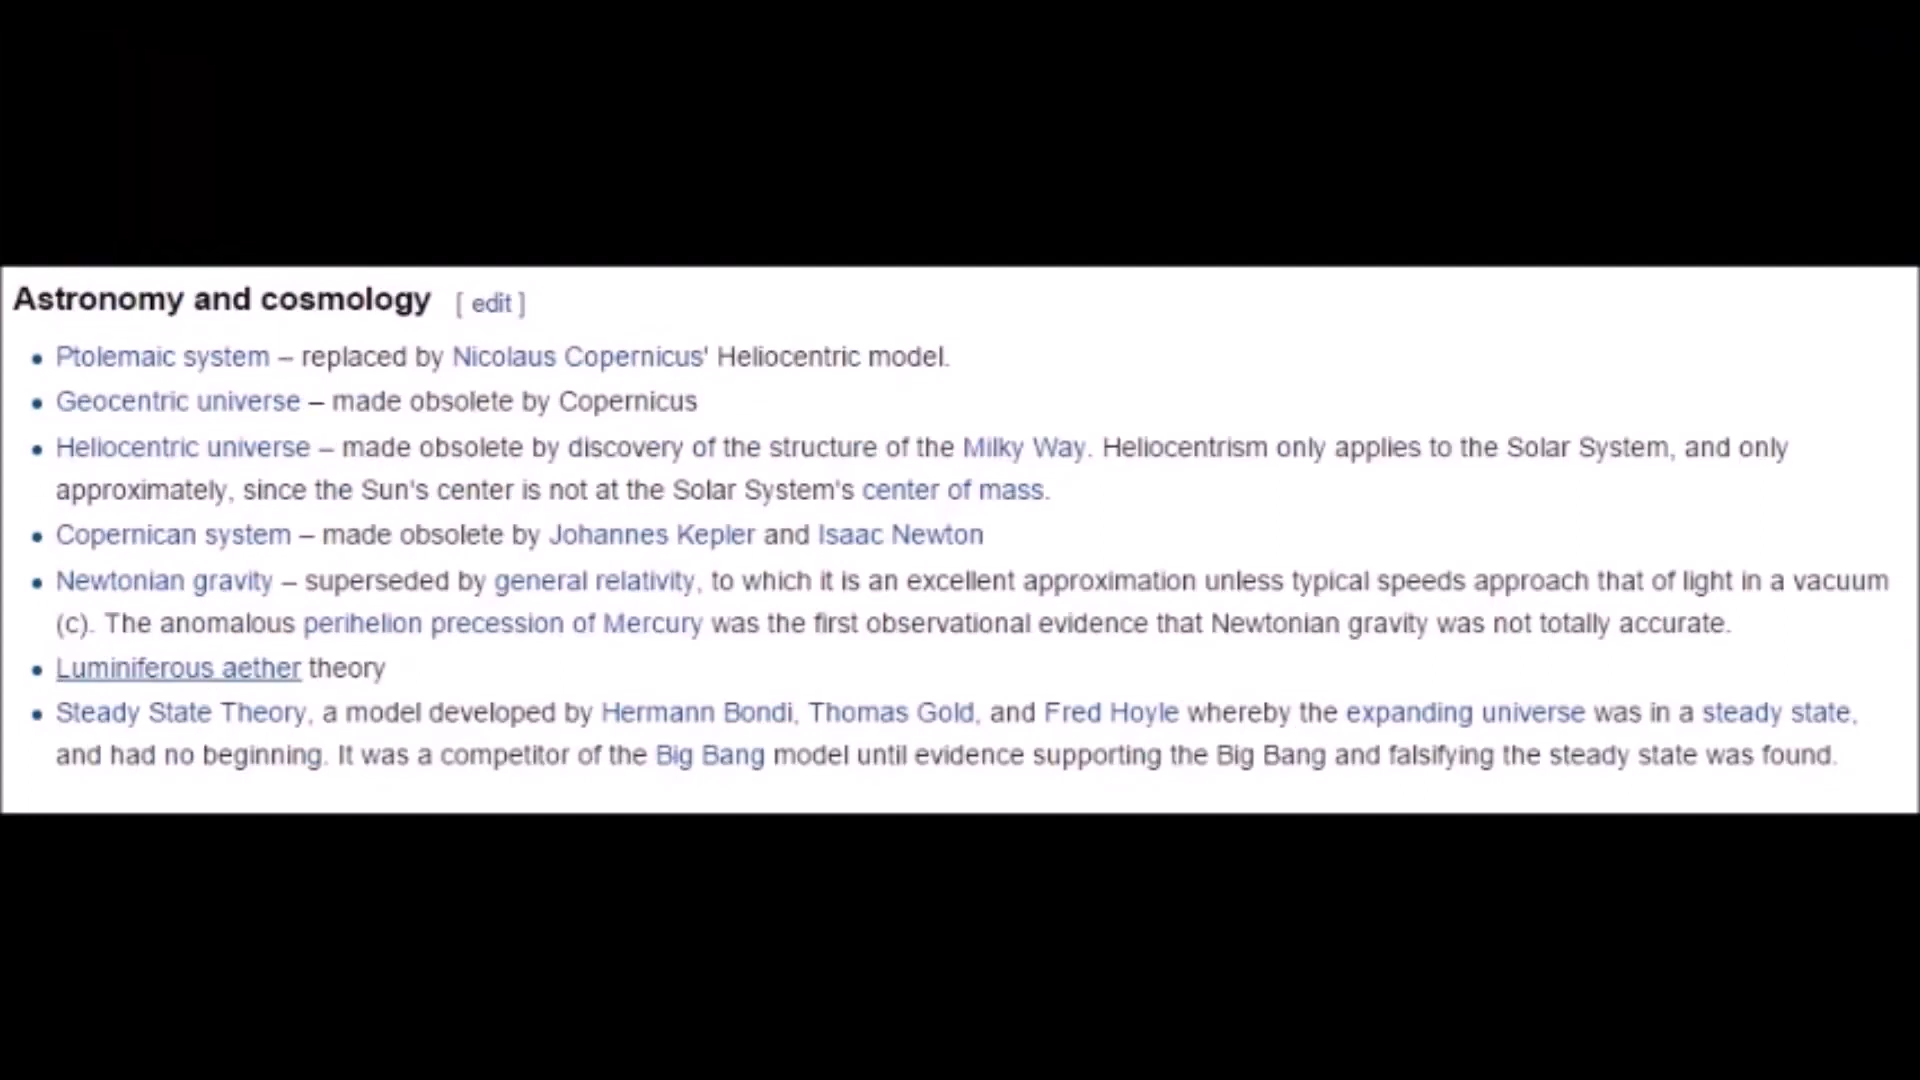 Astronomy and cosmology [ edit ]
• Ptolemaic system – replaced by Nicolaus Copernicus' Heliocentric model.
• Geocentric universe – made obsolete by Copernicus
• Heliocentric universe – made obsolete by discovery of the structure of the Milky Way. Heliocentrism only applies to the Solar System, and only
approximately, since the Sun's center is not at the Solar System's center of mass.
• Copernican system – made obsolete by Johannes Kepler and Isaac Newton
• Newtonian gravity – superseded by general relativity, to which it is an excellent approximation unless typical speeds approach that of light in a vacuum
(c). The anomalous perihelion precession of Mercury was the first observational evidence that Newtonian gravity was not totally accurate.
• Luminiferous aether theory
• Steady State Theory, a model developed by Hermann Bondi, Thomas Gold, and Fred Hoyle whereby the expanding universe was in a steady state,
and had no beginning. It was a competitor of the Big Bang model until evidence supporting the Big Bang and falsifying the steady state was found.